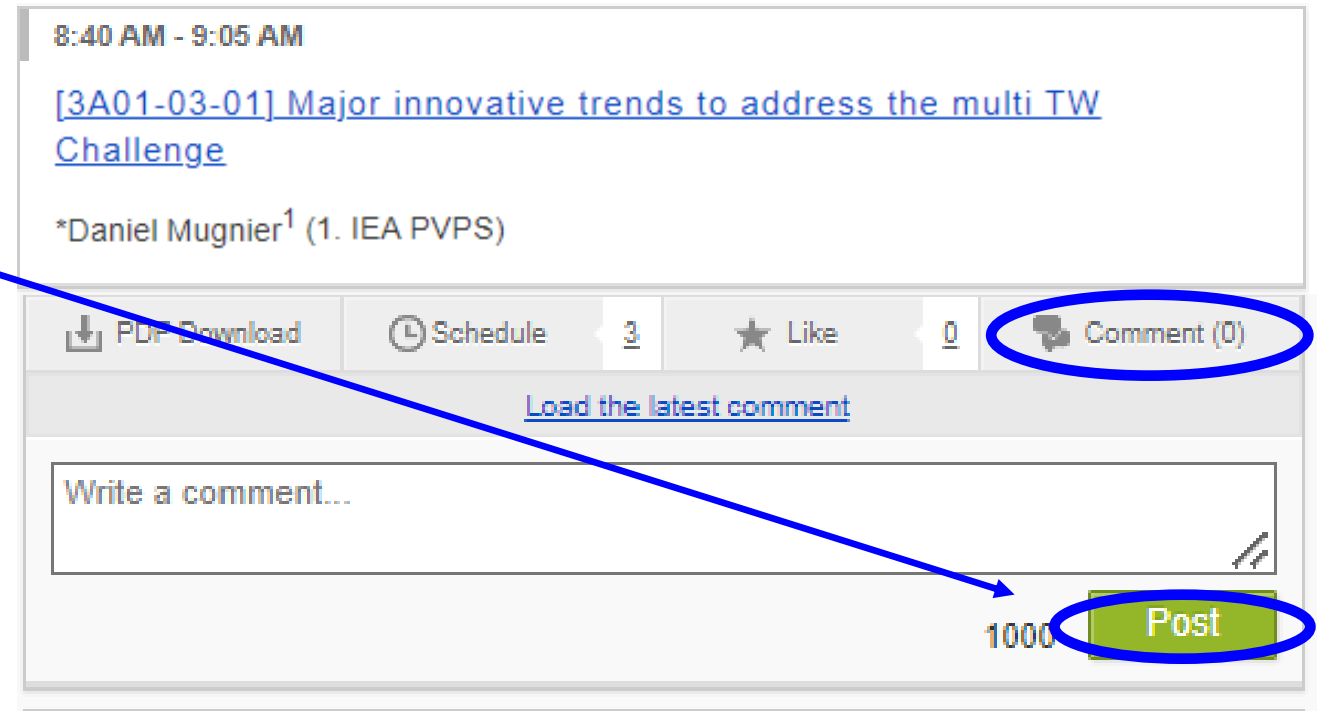 8:40 AM - 9:05 AM
[3A01-03-01] Major innovative trends to address the multi TW
Challenge
*Daniel Mugnier1 (1. IEA PVPS)
PDF Download Schedule 3 Like 0 Comment (0)
Load the latest comment
Write a comment...
1000 Post